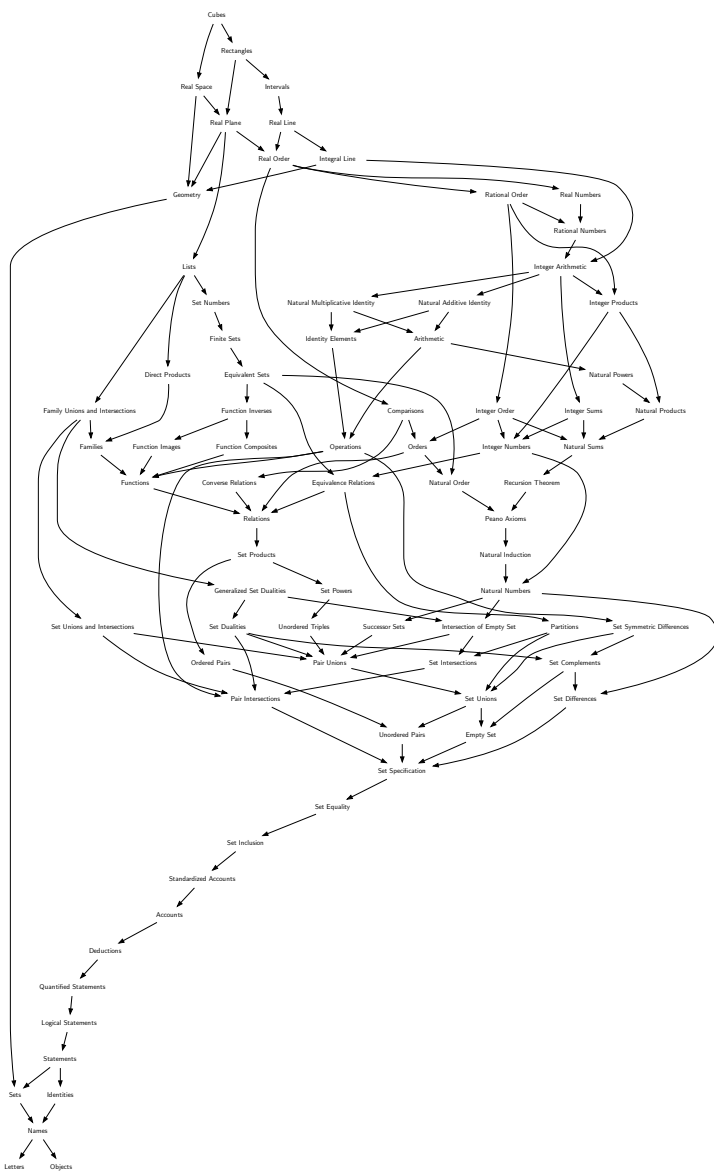 Cubes
Rectangles
Real Space
Intervals
Real Plane
Real Line
Real Order
Integral Line
Geometry
Rational Order
Real Numbers
Rational Numbers
Lists
Integer Arithmetic
Set Numbers
Natural Multiplicative Identity
Natural Additive Identity
Integer Products
Finite Sets
Identity Elements
Arithmetic
Direct Products
Equivalent Sets
Natural Powers
Family Unions and Intersections
Function Inverses
Comparisons
Integer Order
Integer Sums
Natural Products
Families
Function Images
Function Composites
Operations
Orders
Integer Numbers
Natural Sums
Functions
Converse Relations
Equivalence Relations
Natural Order
Recursion Theorem
Relations
Peano Axioms
Set Products
Natural Induction
Generalized Set Dualities
Set Powers
Natural Numbers
Set Unions and Intersections
Set Dualities
Unordered Triples
Successor Sets
Intersection of Empty Set
Partitions
Set Symmetric Differences
Ordered Pairs
Pair Unions
Set Intersections
Set Complements
Pair Intersections
Set Unions
Set Differences
Unordered Pairs
Empty Set
Set Specification
Set Equality
Set Inclusion
Standardized Accounts
Accounts
Deductions
Quantified Statements
Logical Statements
Statements
Sets
Identities
Names
Letters
Objects